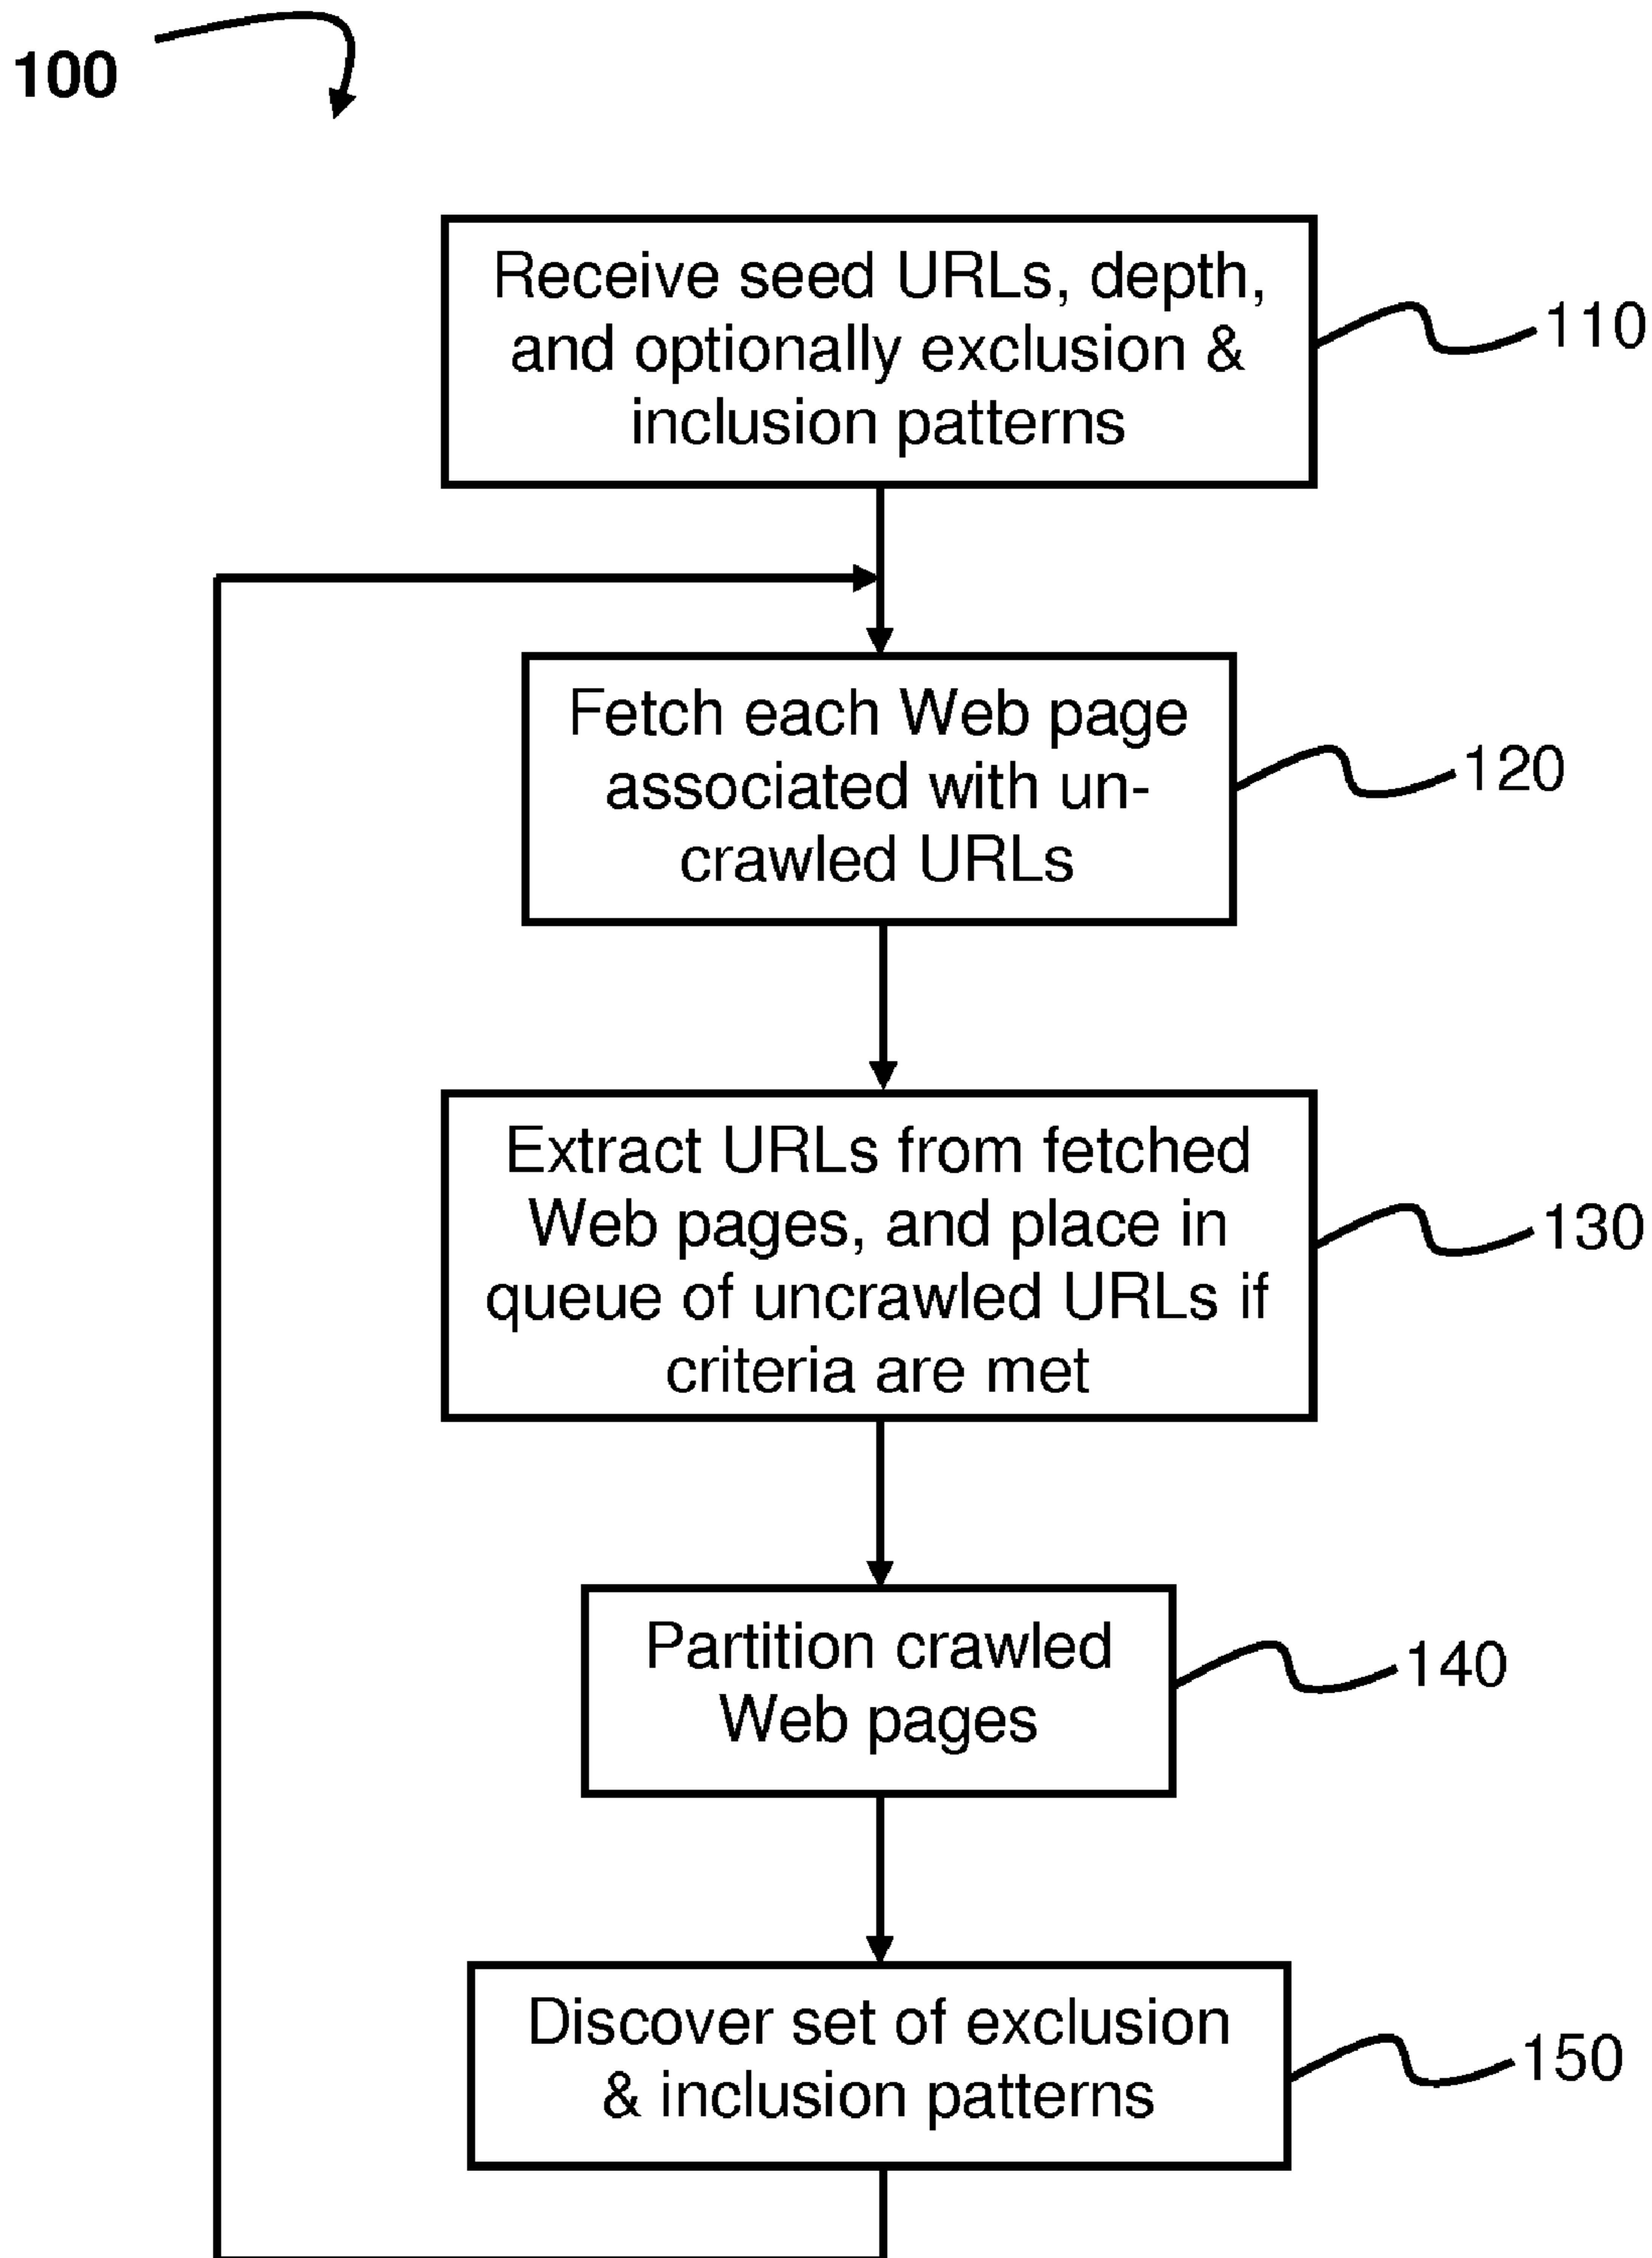 100
Receive seed URLs, depth,
and optionally exclusion &
inclusion patterns
110
Fetch each Web page
associated with un-
crawled URLs
120
Extract URLs from fetched
Web pages, and place in
queue of uncrawled URLs if
criteria are met
130
Partition crawled
Web pages
140
Discover set of exclusion
& inclusion patterns
150